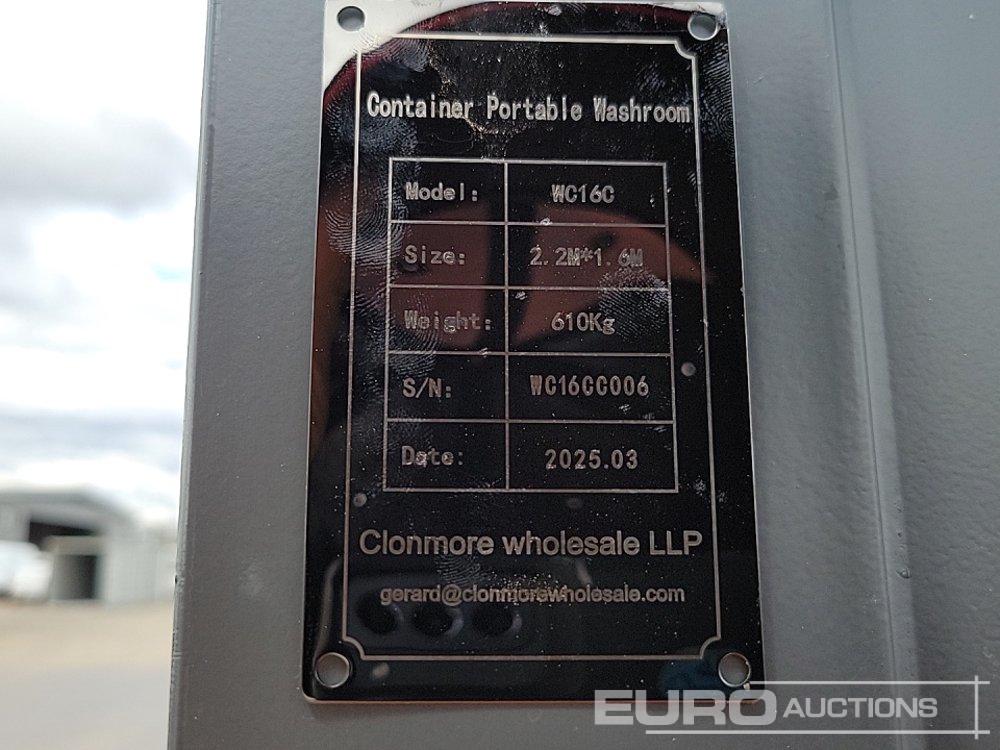 Container Portable Washroom
Model: WC16C
Size: 2.2M*1.6M
Weight: 610Kg
S/N: WC16CC006
Date: 2025.03
Clonmore wholesale LLP
gerard@clonmorewholesale.com
EURO AUCTIONS